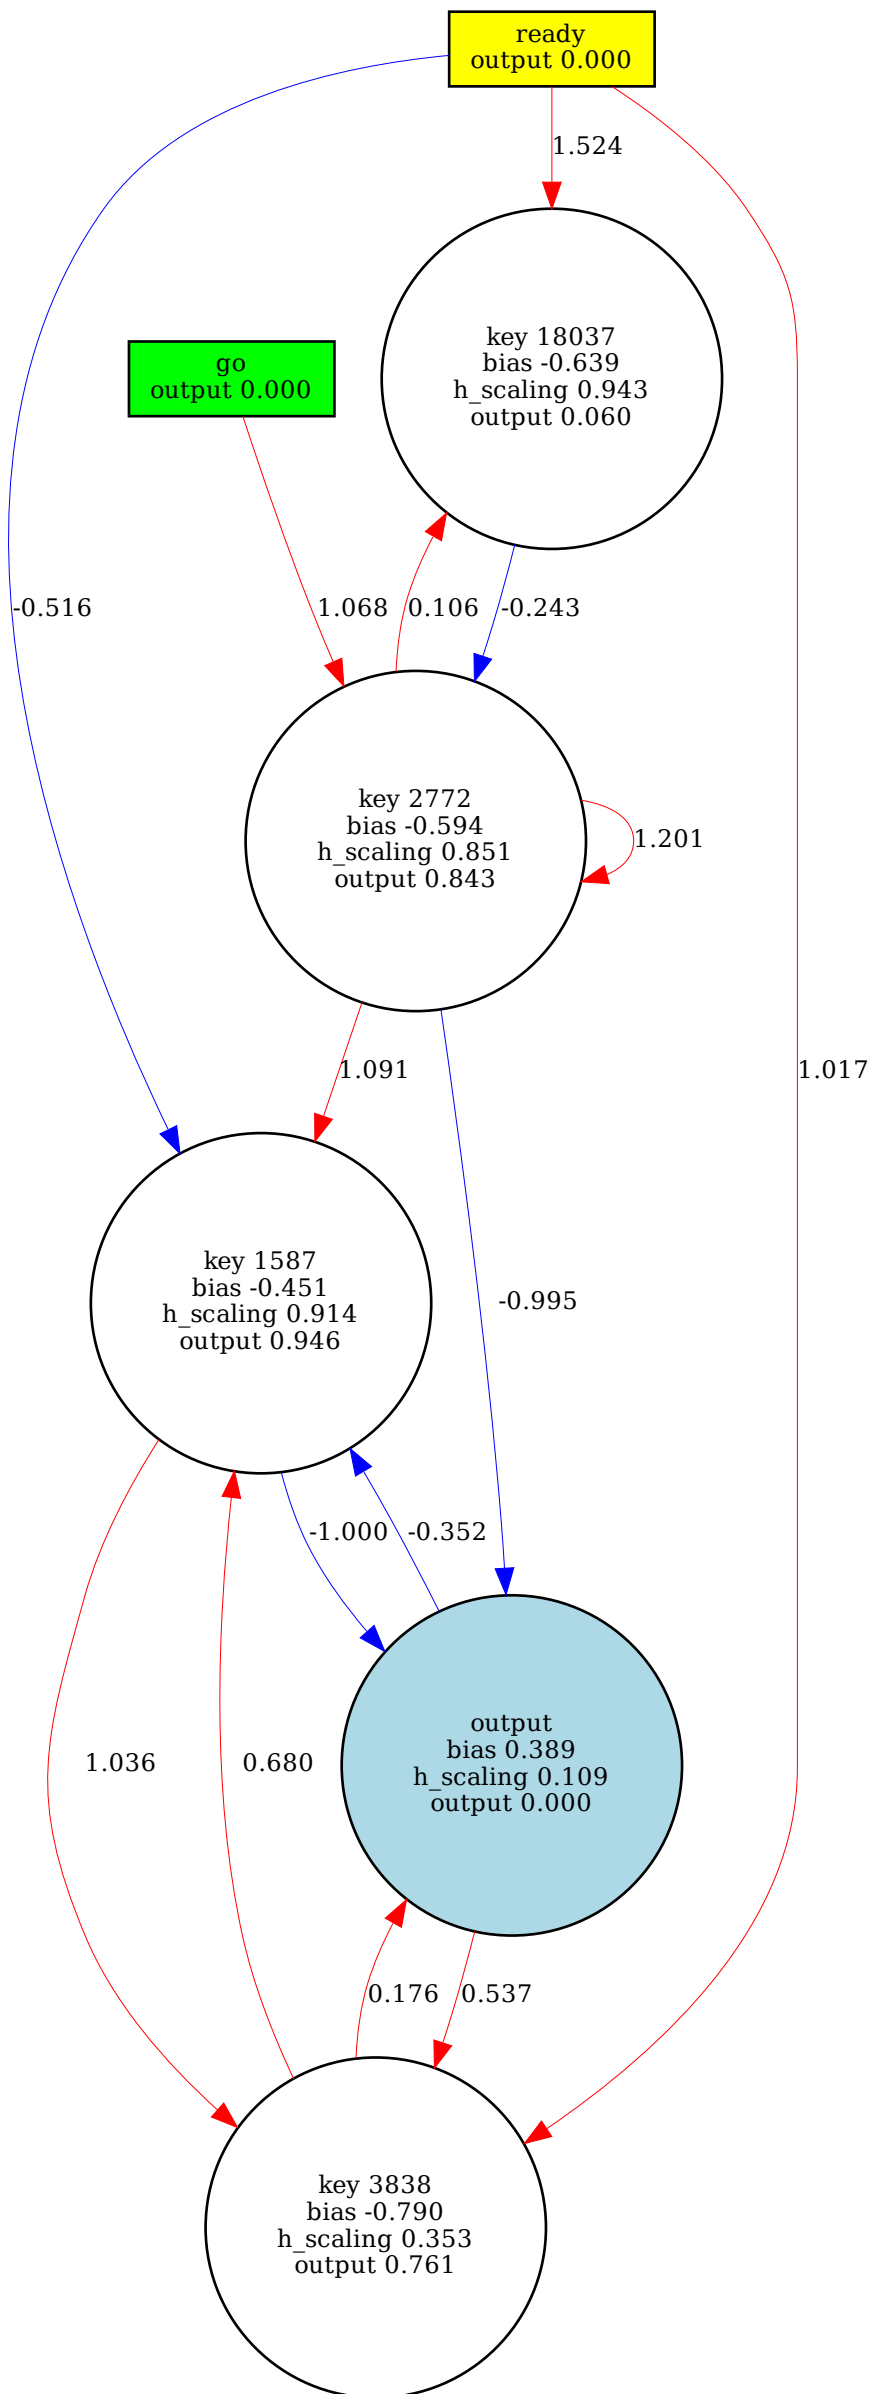 ready
output 0.000
1.524
key 18037
bias -0.639
h_scaling 0.943
output 0.060
go
output 0.000
-0.516
1.068
0.106
-0.243
key 2772
bias -0.594
h_scaling 0.851
output 0.843
1.201
1.091
1.017
key 1587
bias -0.451
h_scaling 0.914
output 0.946
-0.995
-1.000
-0.352
output
bias 0.389
h_scaling 0.109
output 0.000
1.036
0.680
0.176
0.537
key 3838
bias -0.790
h_scaling 0.353
output 0.761